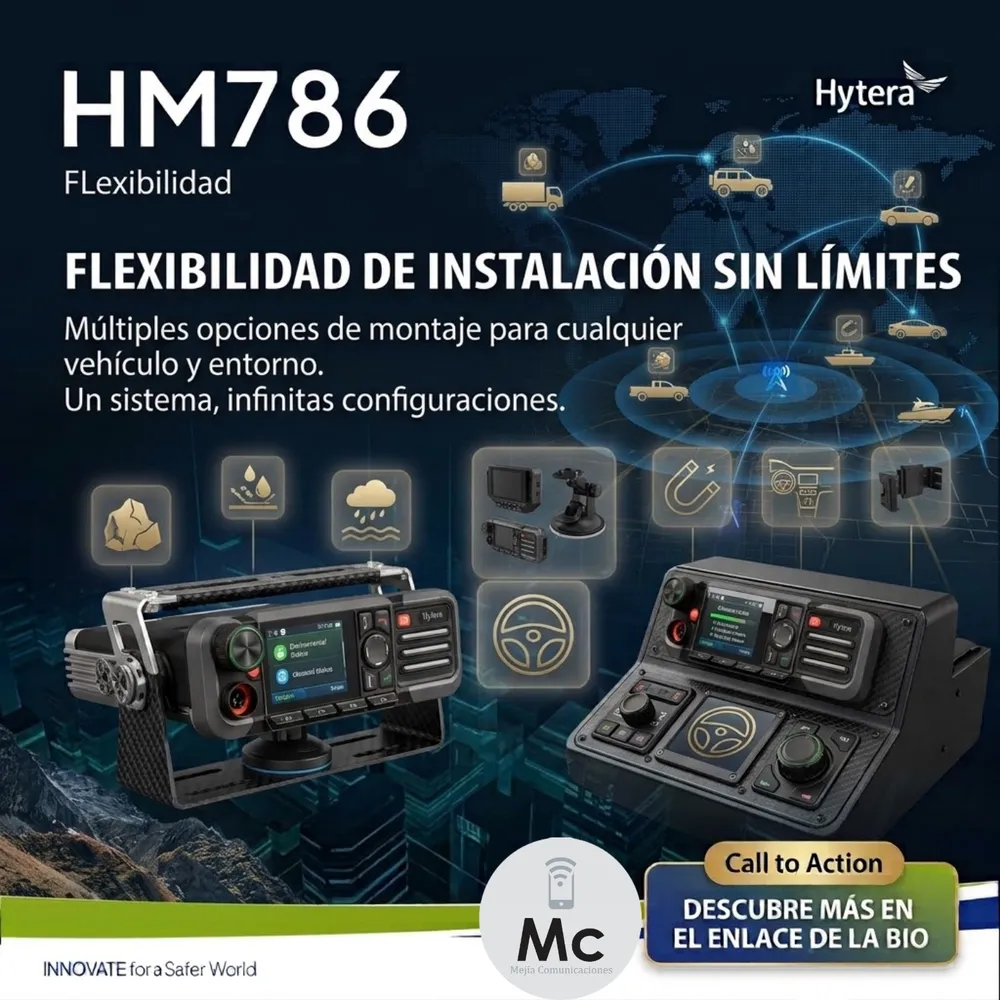 HM786
FLexibilidad
Hytera
FLEXIBILIDAD DE INSTALACIÓN SIN LÍMITES
Múltiples opciones de montaje para cualquier
vehículo y entorno.
Un sistema, infinitas configuraciones.
Hytera
Hytera
Call to Action
DESCUBRE MÁS EN
EL ENLACE DE LA BIO
Mc
Mejía Comunicaciones
INNOVATE for a Safer World